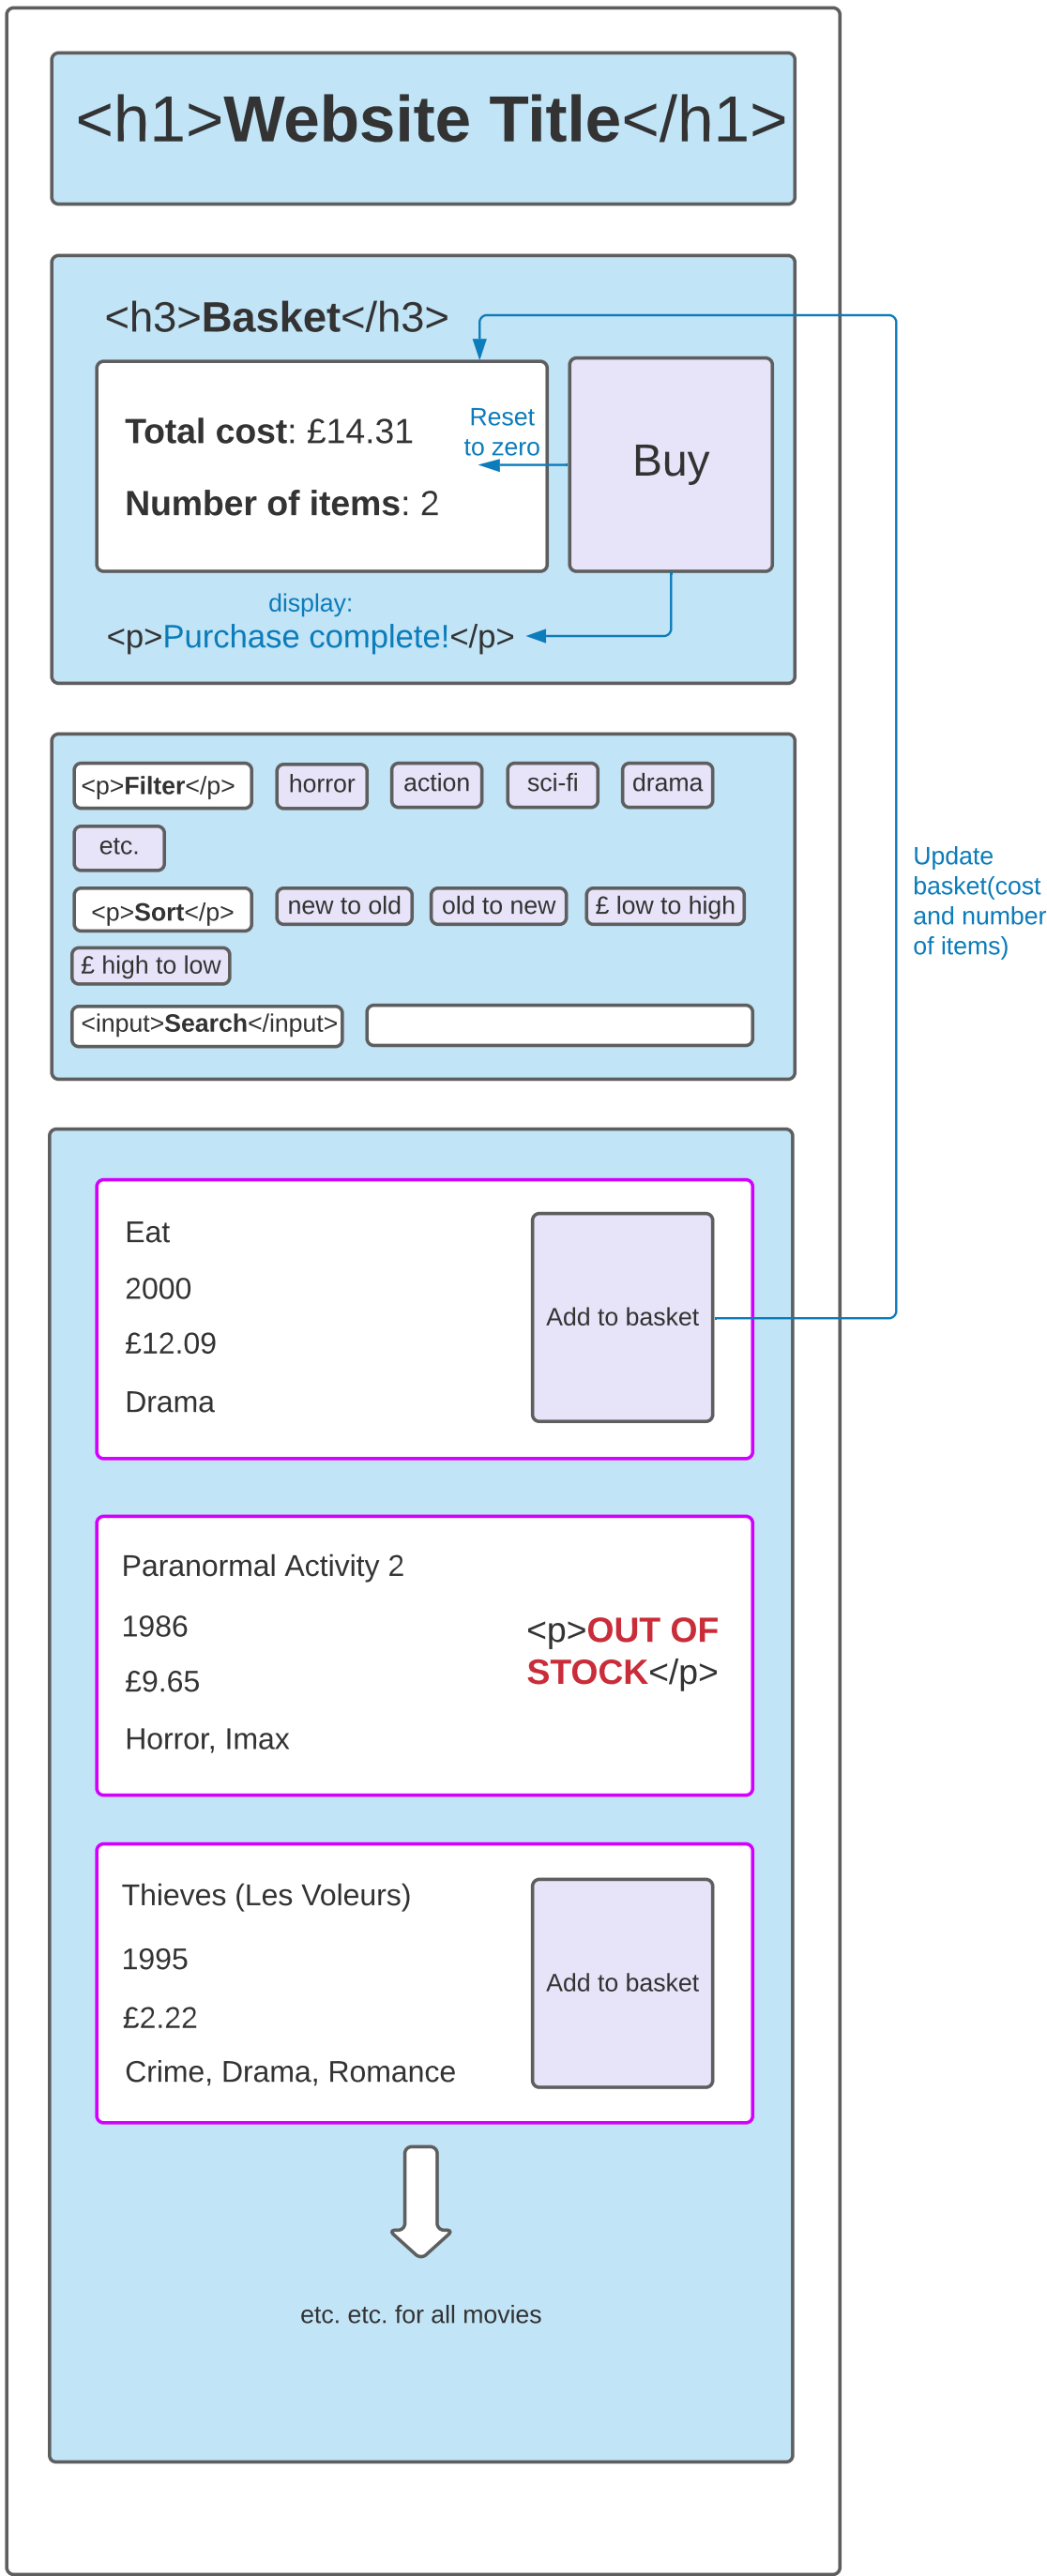 <h1>Website Title</h1>
<h3>Basket</h3>
Total cost: £14.31
Number of items: 2
Reset
to zero
Buy
display:
<p>Purchase complete!</p>
<p>Filter</p>
horror
action
sci-fi
drama
etc.
<p>Sort</p>
new to old
old to new
£ low to high
£ high to low
<input>Search</input>
Update
basket(cost
and number
of items)
Eat
2000
£12.09
Drama
Add to basket
Paranormal Activity 2
1986
£9.65
Horror, Imax
<p>OUT OF
STOCK</p>
Thieves (Les Voleurs)
1995
£2.22
Crime, Drama, Romance
Add to basket
etc. etc. for all movies